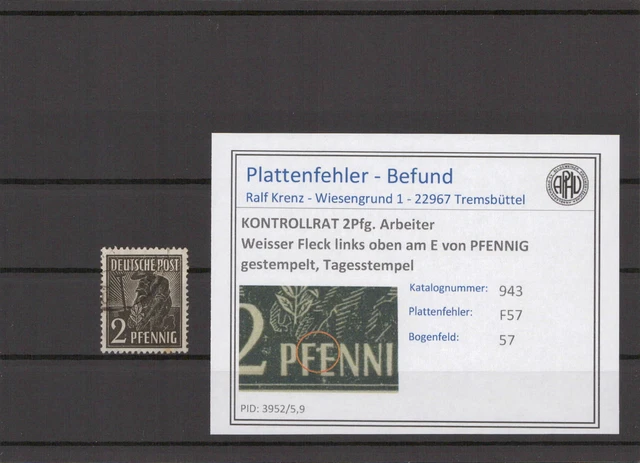 DEUTSCHE POST
2 PFENNIG
Plattenfehler - Befund
Ralf Krenz - Wiesengrund 1 - 22967 Tremsbüttel
KONTROLLRAT 2Pfg. Arbeiter
Weisser Fleck links oben am E von PFENNIG
gestempelt, Tagesstempel
Katalognummer: 943
Plattenfehler: F57
Bogenfeld: 57
2 PFENNI
PID: 3952/5,9